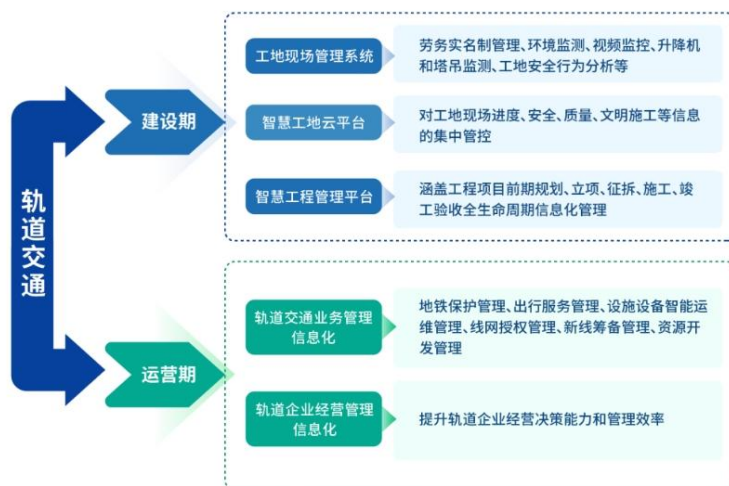 轨道交通
建设期
工地现场管理系统
劳务实名制管理、环境监测、视频监控、升降机
和塔吊监测、工地安全行为分析等
智慧工地云平台
对工地现场进度、安全、质量、文明施工等信息
的集中管控
智慧工程管理平台
涵盖工程项目前期规划、立项、征拆、施工、竣
工验收全生命周期信息化管理
运营期
轨道交通业务管理
信息化
地铁保护管理、出行服务管理、设施设备智能运
维管理、线网授权管理、新线筹备管理、资源开
发管理
轨道企业经营管理
信息化
提升轨道企业经营决策能力和管理效率